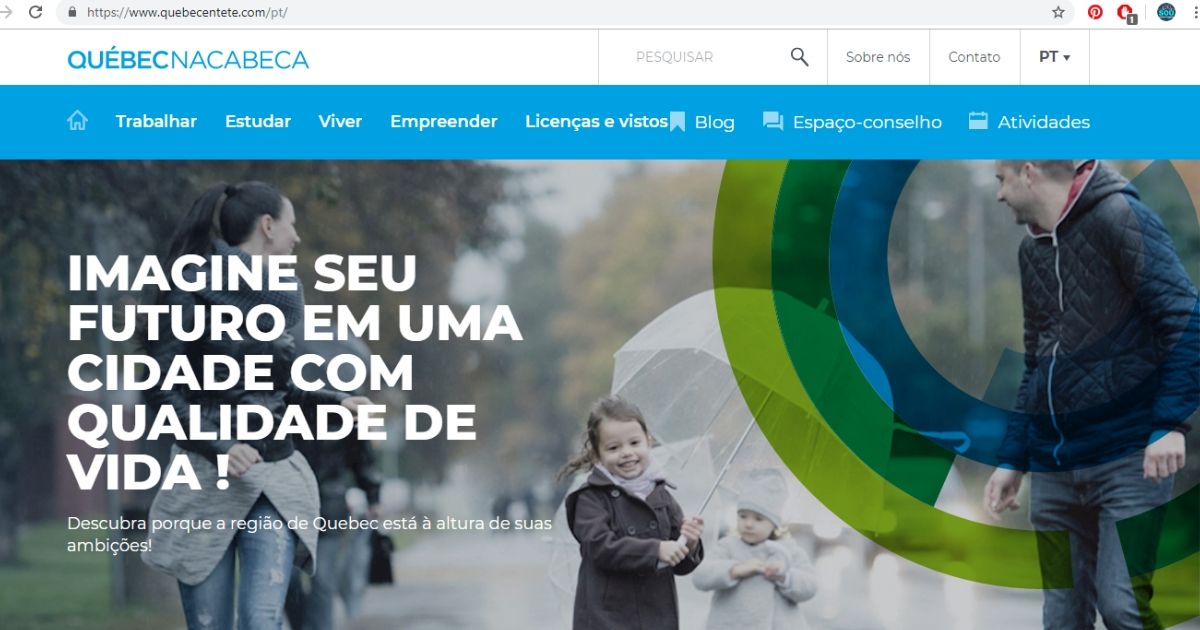 https://www.quebecentete.com/pt/
1
QUÉBECNACABECA
PESQUISAR
Sobre nós
Contato
PT
Trabalhar
Estudar
Viver
Empreender
Licenças e vistos
Blog
Espaço-conselho
Atividades
IMAGINE SEU
FUTURO EM UMA
CIDADE COM
QUALIDADE DE
VIDA !
Descubra porque a região de Quebec está à altura de suas
ambições!